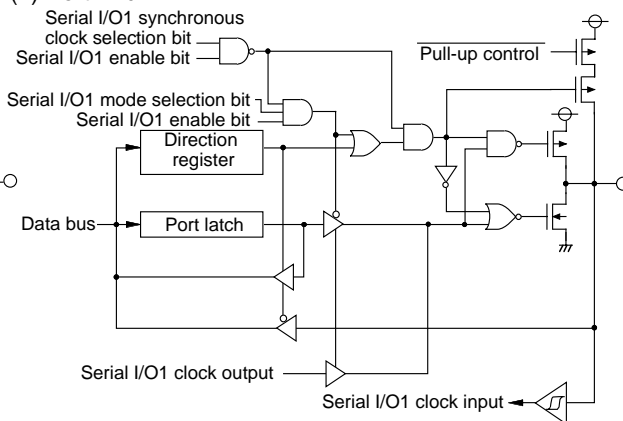 Serial I/O1 synchronous
clock selection bit
Serial I/O1 enable bit
Pull-up control
Serial I/O1 mode selection bit
Serial I/O1 enable bit
Direction
register
Data bus
Port latch
Serial I/O1 clock output
Serial I/O1 clock input